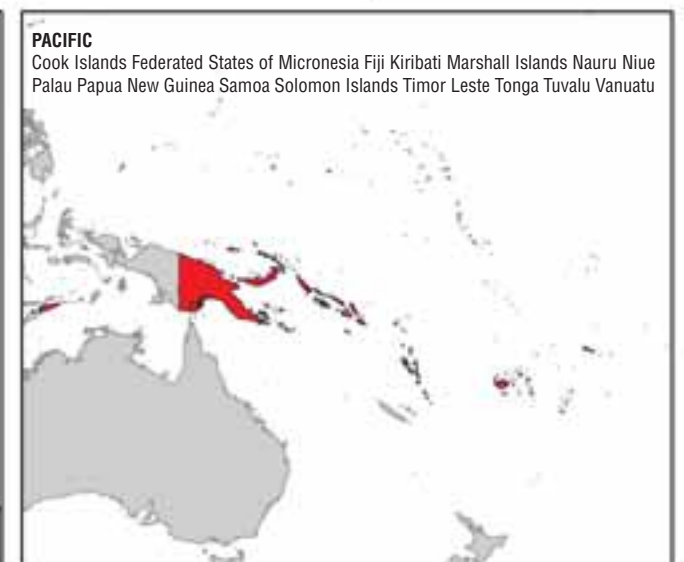 PACIFIC
Cook Islands Federated States of Micronesia Fiji Kiribati Marshall Islands Nauru Niue
Palau Papua New Guinea Samoa Solomon Islands Timor Leste Tonga Tuvalu Vanuatu